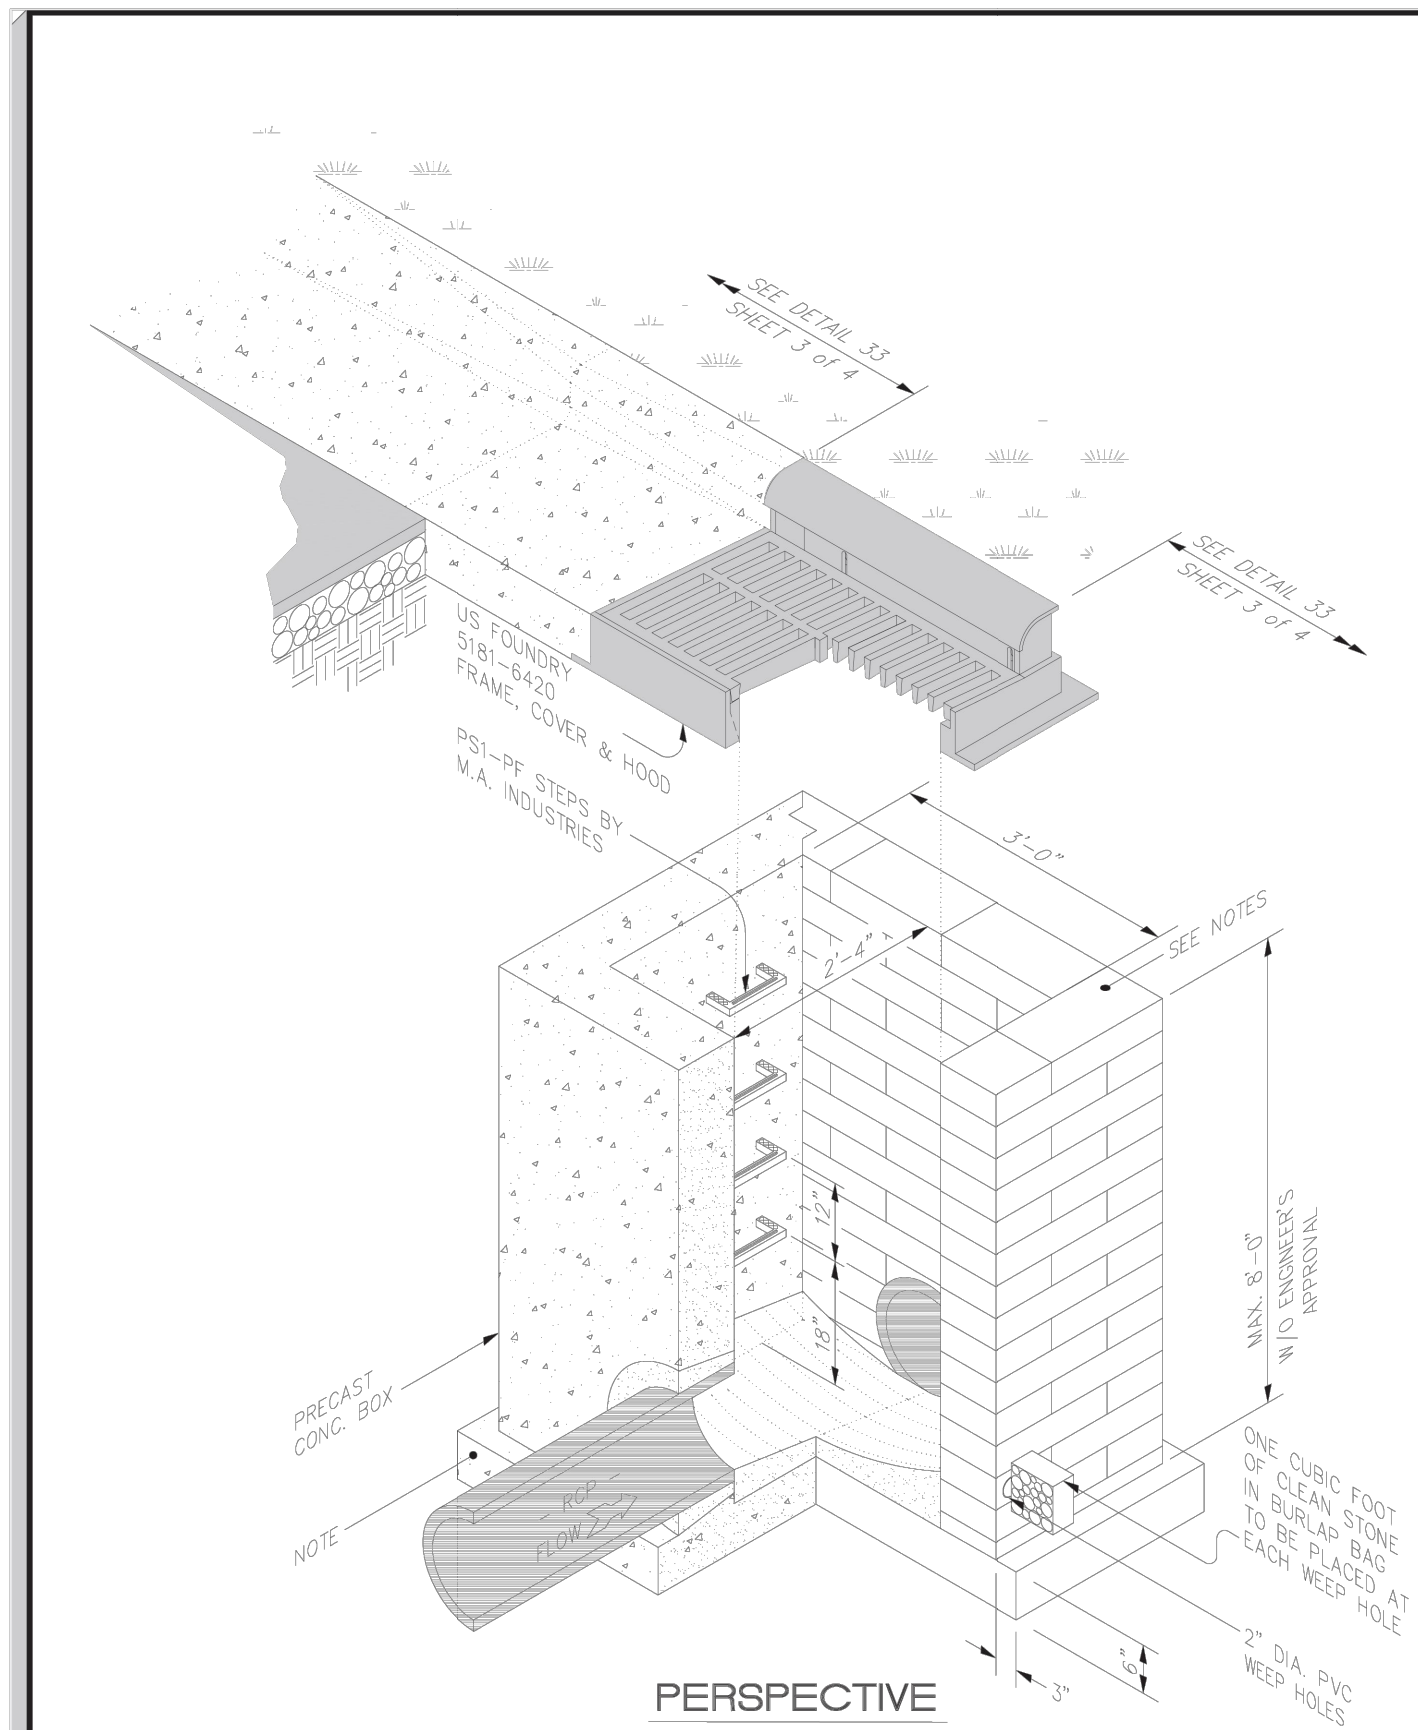 SEE DETAIL 33
SHEET 3 of 4
SEE DETAIL 33
SHEET 3 of 4
US FOUNDRY
5181-6420
FRAME, COVER & HOOD
PS1-PF STEPS BY
M.A. INDUSTRIES
3'-0"
2'-4"
SEE NOTES
12"
18"
MAX. 8'-0"
W/O ENGINEER'S
APPROVAL
PRECAST
CONC. BOX
NOTE
RCP
FLOW
ONE CUBIC FOOT
OF CLEAN STONE
IN BURLAP BAG
TO BE PLACED AT
EACH WEEP HOLE
2" DIA. PVC
WEEP HOLES
6"
3"
PERSPECTIVE